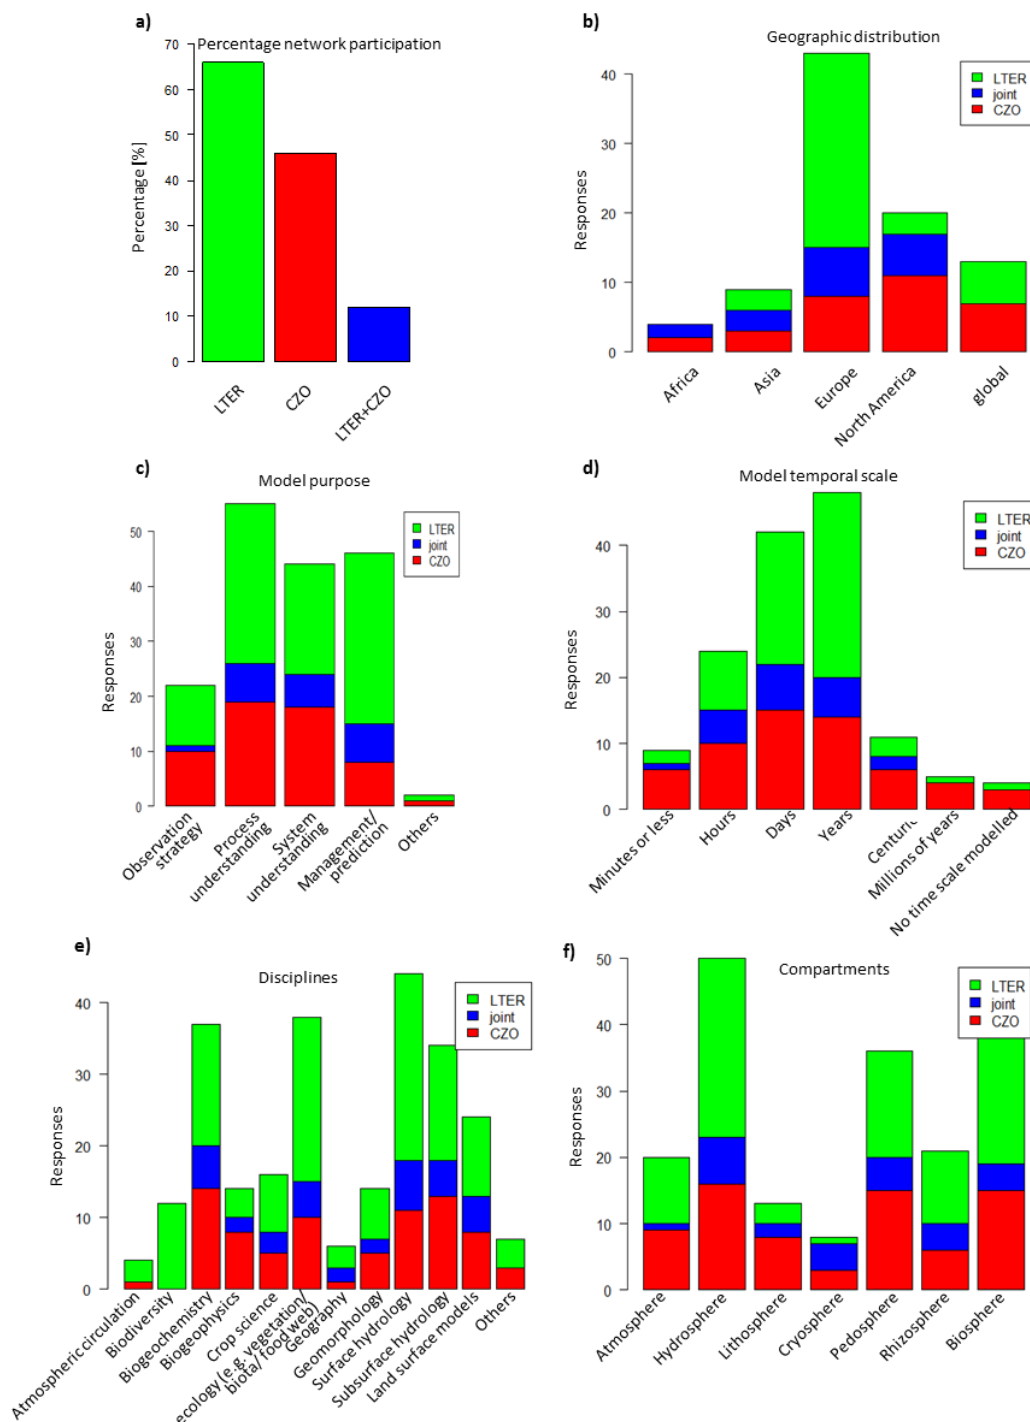 a)
Percentage network participation
Percentage [%]
70
60
50
40
30
20
10
0
LTER
CZO
LTER+CZO
b)
Geographic distribution
LTER
joint
CZO
Responses
40
30
20
10
0
Africa
Asia
Europe
North America
global
c)
Model purpose
LTER
joint
CZO
Responses
50
40
30
20
10
0
Observation
strategy
Process
understanding
System
understanding
Management/
prediction
Others
d)
Model temporal scale
LTER
joint
CZO
Responses
40
30
20
10
0
Minutes or less
Hours
Days
Years
Centuri
Millions of years
No time scale modelled
e)
Disciplines
LTER
joint
CZO
Responses
40
30
20
10
0
Atmospheric circulation
Biodiversity
Biogeochemistry
Biogeophysics
Crop science
ecology (e.g. vegetation/
biota/ food web)
Geography
Geomorphology
Surface hydrology
Subsurface hydrology
Land surface models
Others
f)
Compartments
LTER
joint
CZO
Responses
50
40
30
20
10
0
Atmosphere
Hydrosphere
Lithosphere
Cryosphere
Pedosphere
Rhizosphere
Biosphere